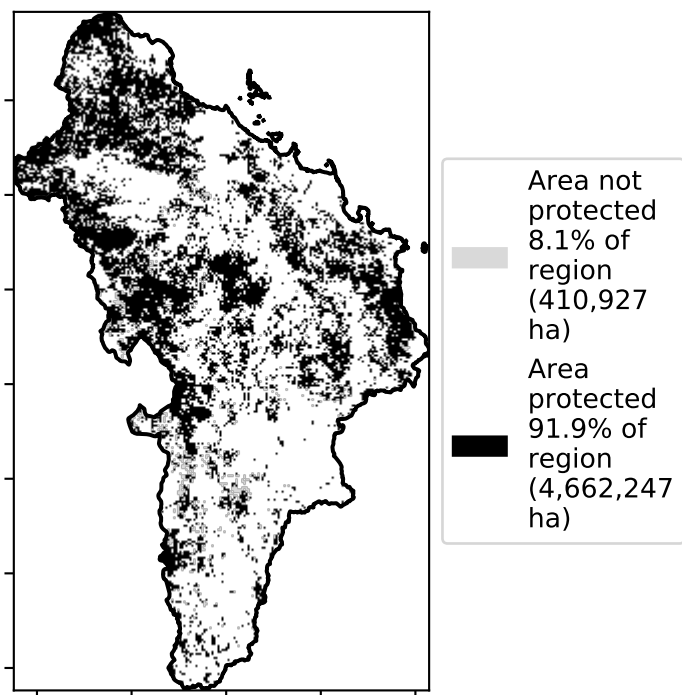 Area not
protected
8.1% of
region
(410,927
ha)
Area
protected
91.9% of
region
(4,662,247
ha)